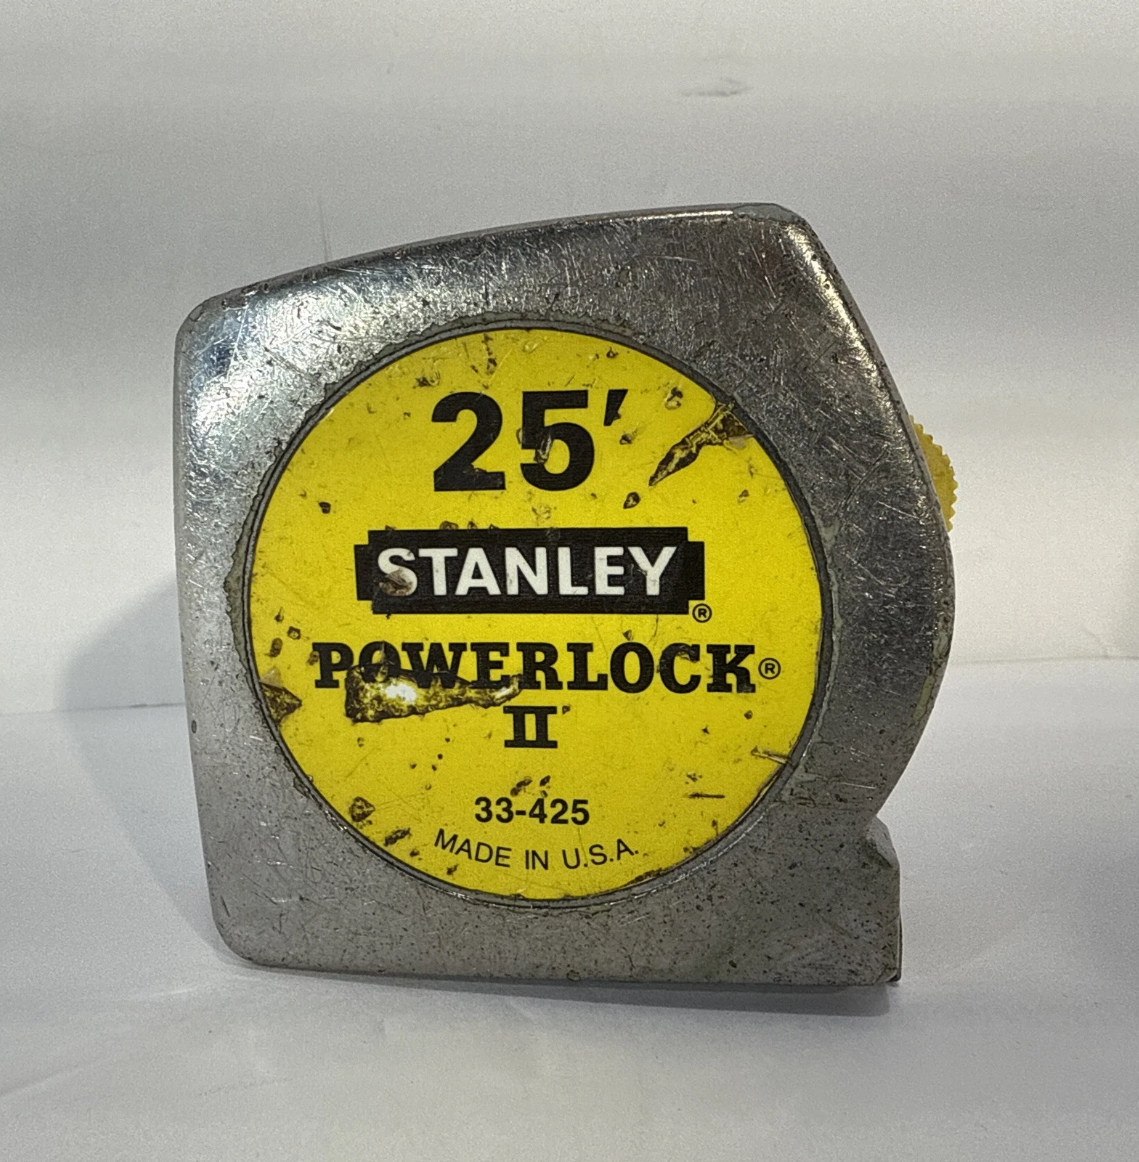 25'
STANLEY®
POWERLOCK®
II
33-425
MADE IN U.S.A.